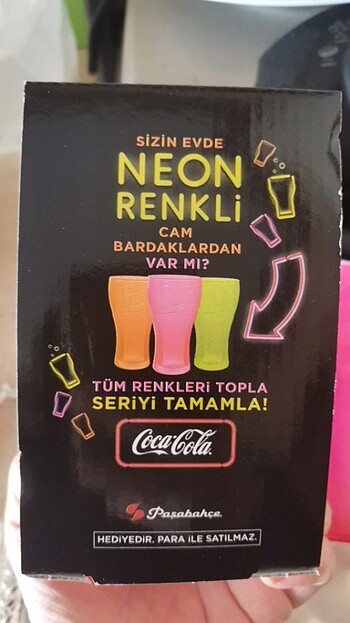 SİZİN EVDE
NEON
RENKLİ
CAM
BARDAKLARDAN
VAR MI?
TÜM RENKLERİ TOPLA
SERİYİ TAMAMLA!
Coca-Cola
Paşabahçe
HEDİYEDİR. PARA İLE SATILMAZ.